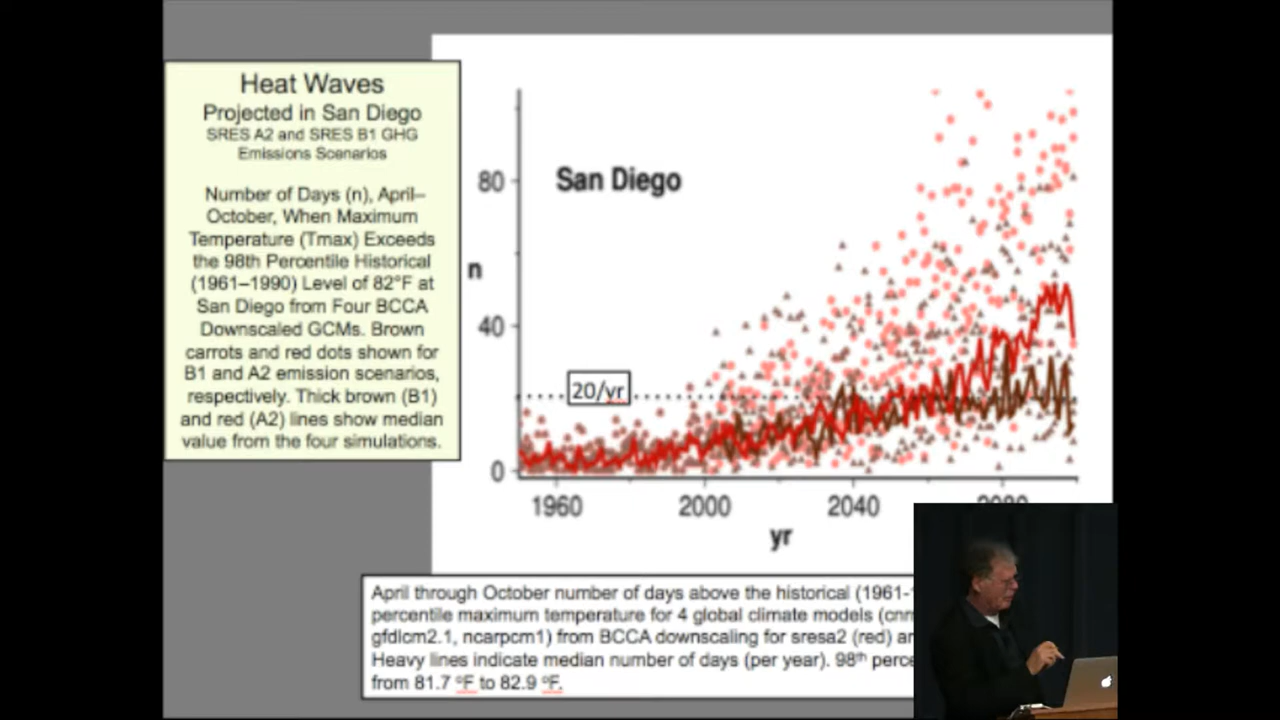 Heat Waves
Projected in San Diego
SRES A2 and SRES B1 GHG
Emissions Scenarios
Number of Days (n), April–
October, When Maximum
Temperature (Tmax) Exceeds
the 98th Percentile Historical
(1961–1990) Level of 82°F at
San Diego from Four BCCA
Downscaled GCMs. Brown
carrots and red dots shown for
B1 and A2 emission scenarios,
respectively. Thick brown (B1)
and red (A2) lines show median
value from the four simulations.
San Diego
80
n
40
20/yr
0
1960 2000 2040 2080
yr
April through October number of days above the historical (1961-
percentile maximum temperature for 4 global climate models
gfdlcm2.1, ncarpcm1) from BCCA downscaling for sresa2 (red)
Heavy lines indicate median number of days (per year). 98th
from 81.7 ºF to 82.9 ºF.